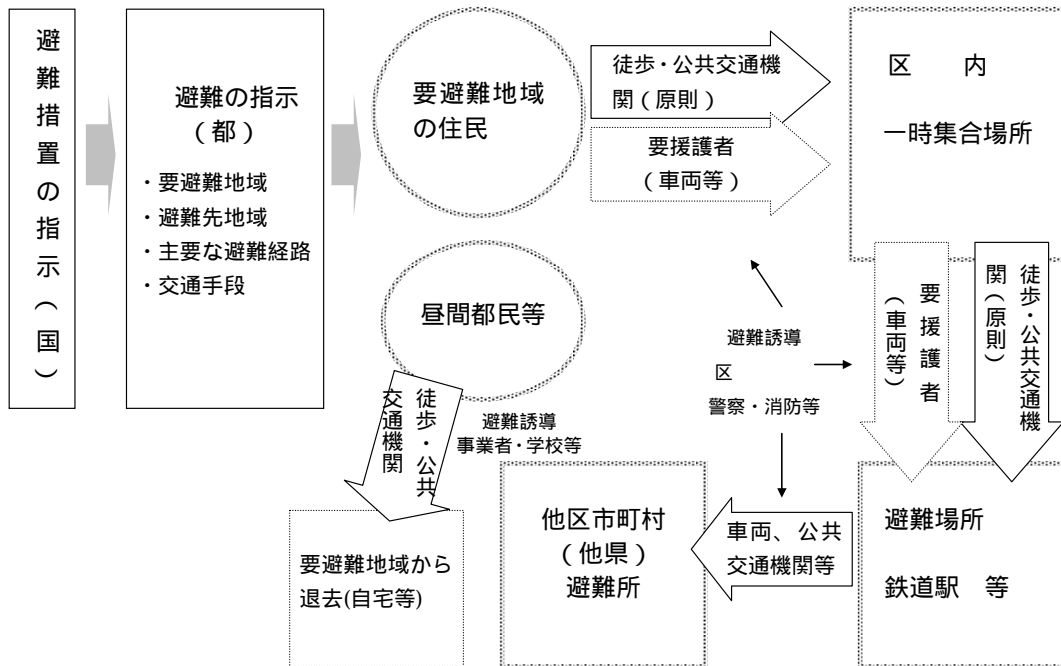 避難措置の指示(国)
避難の指示
(都)
・要避難地域
・避難先地域
・主要な避難経路
・交通手段
要避難地域
の住民
徒歩・公共交通機
関(原則)
要援護者
(車両等)
区 内
一時集合場所
昼間都民等
徒歩・公共
交通機関
避難誘導
事業者・学校等
要避難地域から
退去(自宅等)
避難誘導
区
警察・消防等
要援護者
(車両等)
徒歩・公共交通機
関(原則)
避難場所
鉄道駅 等
車両、公共
交通機関等
他区市町村
(他県)
避難所